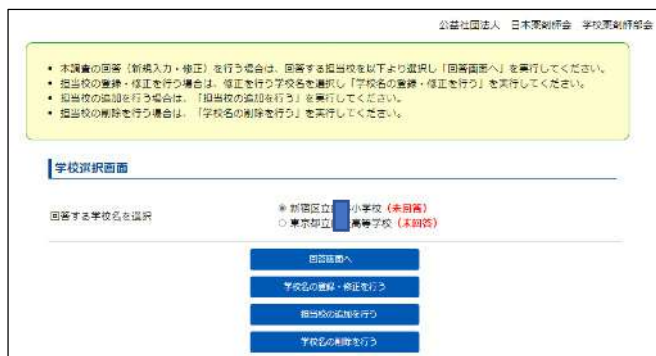 公益社団法人 日本薬剤師会 学校薬剤師部会
• 本調査の回答（新規入力・修正）を行う場合は、回答する担当校を以下より選択し「回答画面へ」を実行してください。
• 担当校の登録・修正を行う場合は、修正を行う学校名を選択し「学校名の登録・修正を行う」を実行してください。
• 担当校の追加を行う場合は、「担当校の追加を行う」を実行してください。
• 担当校の削除を行う場合は、「学校名の削除を行う」を実行してください。
学校選択画面
回答する学校名を選択
新宿区立 小学校（未回答）
東京都立 高等学校（未回答）
回答画面へ
学校名の登録・修正を行う
担当校の追加を行う
学校名の削除を行う